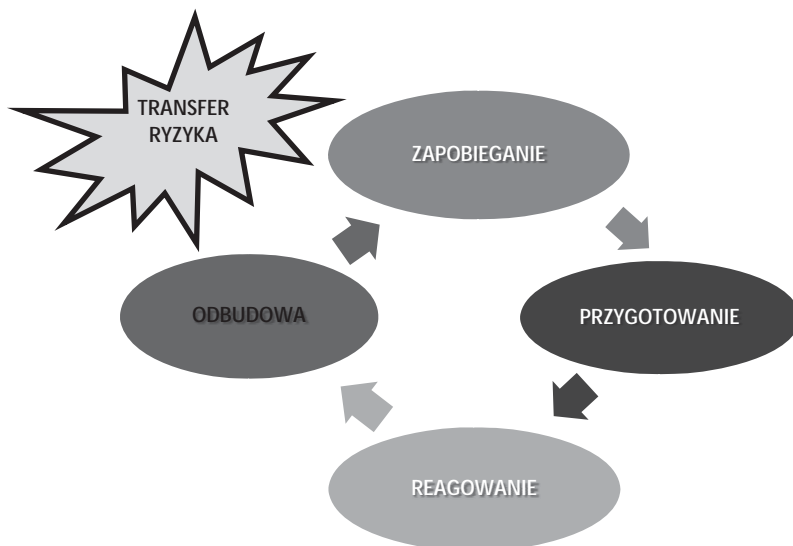 TRANSFER
RYZYKA
ZAPOBIEGANIE
ODBUDOWA
PRZYGOTOWANIE
REAGOWANIE